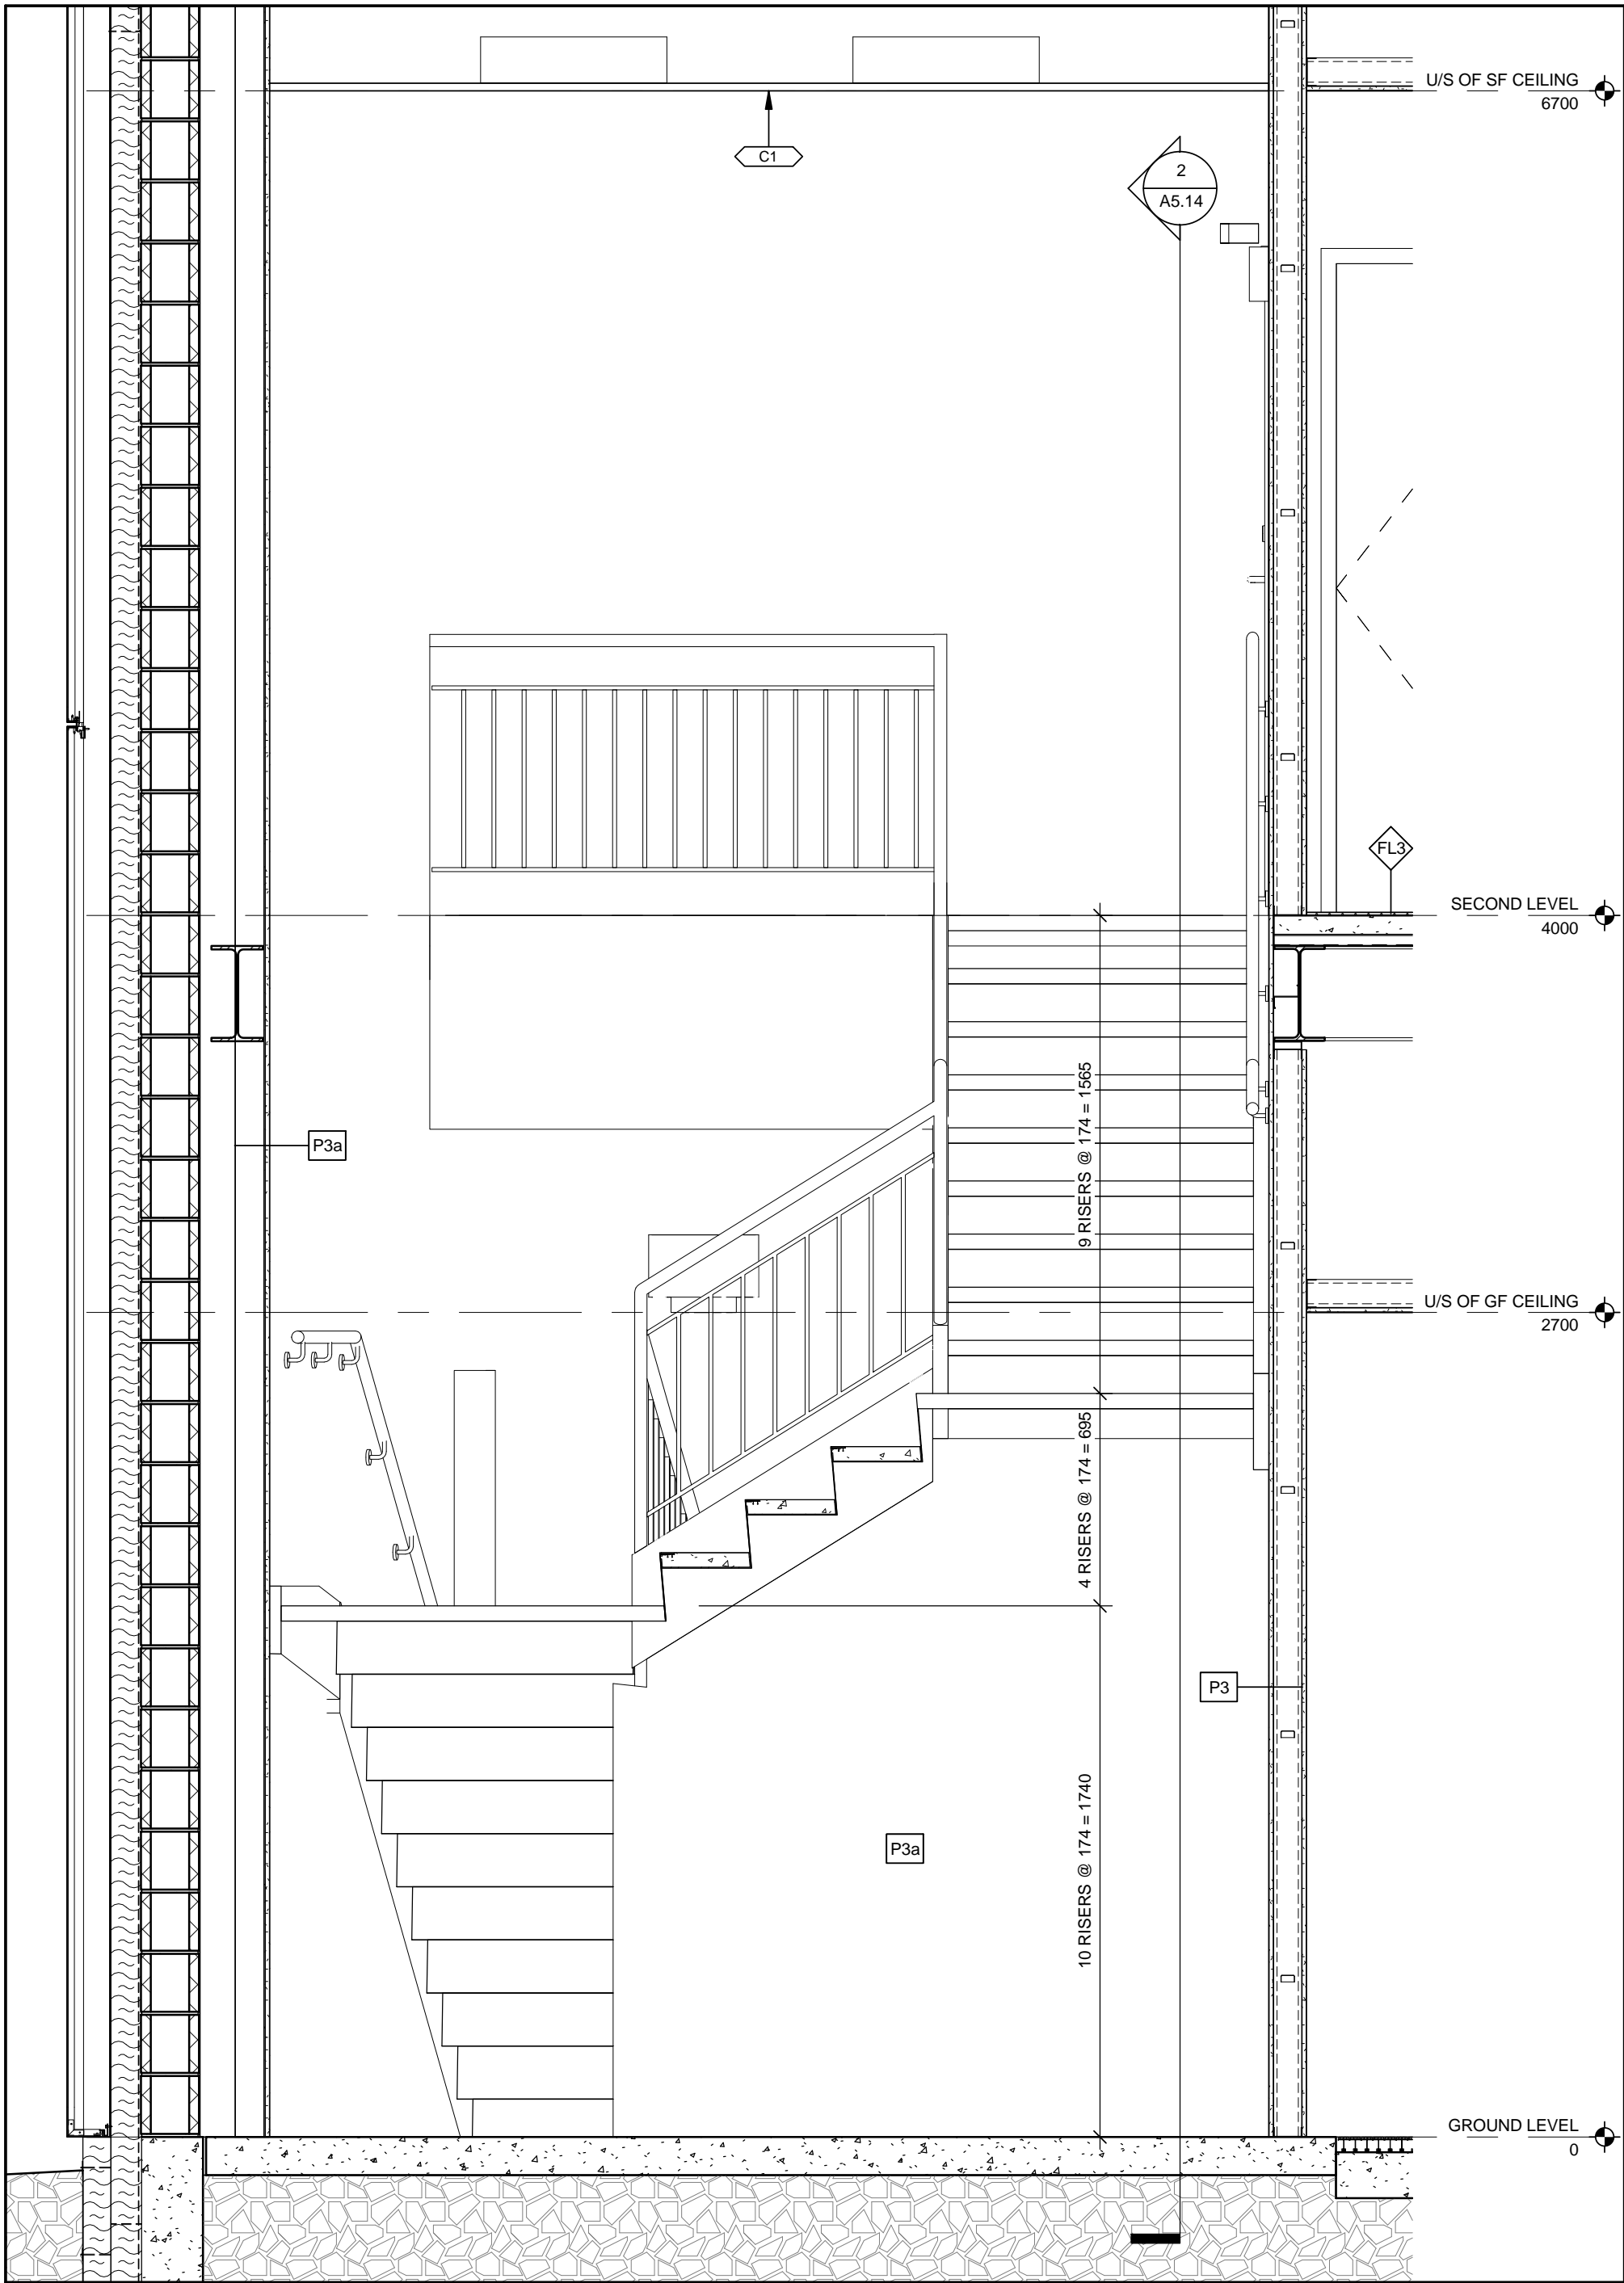 U/S OF SF CEILING
6700
C1
2
A5.14
FL3
SECOND LEVEL
4000
9 RISERS @ 174 = 1565
P3a
U/S OF GF CEILING
2700
4 RISERS @ 174 = 695
P3
10 RISERS @ 174 = 1740
P3a
GROUND LEVEL
0